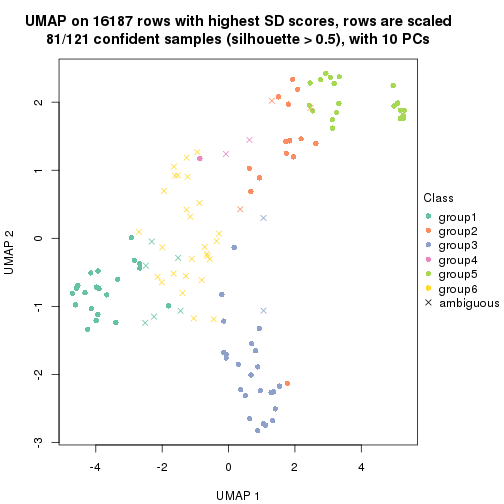 UMAP on 16187 rows with highest SD scores, rows are scaled
81/121 confident samples (silhouette > 0.5), with 10 PCs
2
1
0
-1
-2
-3
UMAP 2
-4
-2
0
2
4
UMAP 1
Class
group1
group2
group3
group4
group5
group6
ambiguous